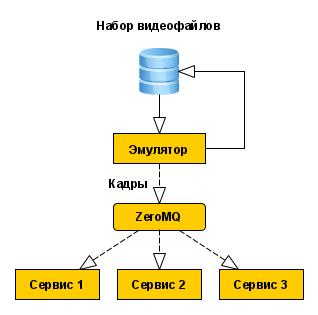 Набор видеофайлов
Эмулятор
Кадры
ZeroMQ
Сервис 1
Сервис 2
Сервис 3